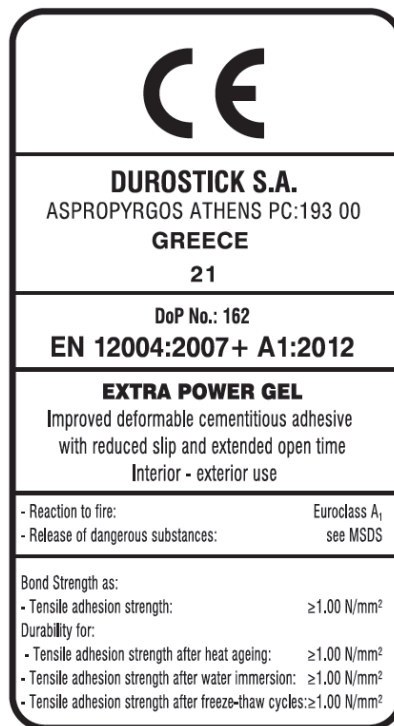 CE
DUROSTICK S.A.
ASPROPYRGOS ATHENS PC:193 00
GREECE
21
DoP No.: 162
EN 12004:2007+ A1:2012
EXTRA POWER GEL
Improved deformable cementitious adhesive
with reduced slip and extended open time
Interior - exterior use
- Reaction to fire: Euroclass A₁
- Release of dangerous substances: see MSDS
Bond Strength as:
- Tensile adhesion strength: ≥1.00 N/mm²
Durability for:
- Tensile adhesion strength after heat ageing: ≥1.00 N/mm²
- Tensile adhesion strength after water immersion: ≥1.00 N/mm²
- Tensile adhesion strength after freeze-thaw cycles:≥1.00 N/mm²